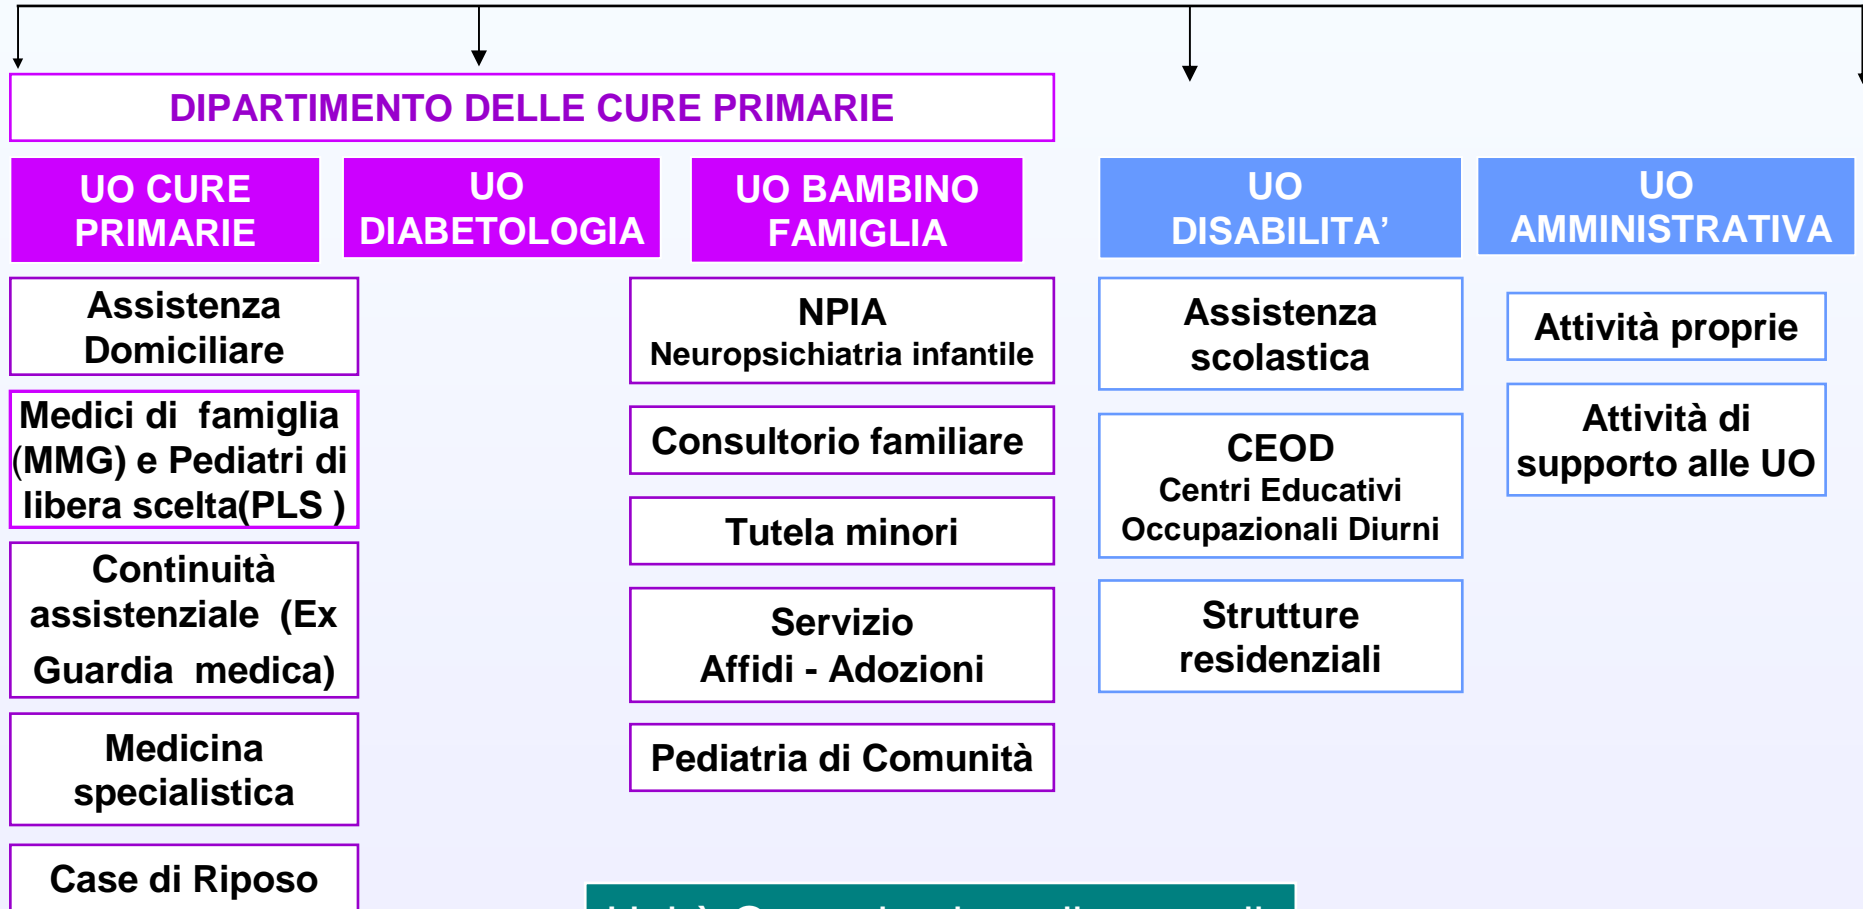 DIPARTIMENTO DELLE CURE PRIMARIE
UO CURE
PRIMARIE
UO
DIABETOLOGIA
UO BAMBINO
FAMIGLIA
UO
DISABILITA’
UO
AMMINISTRATIVA
Assistenza
Domiciliare
Medici di famiglia
(MMG) e Pediatri di
libera scelta(PLS )
Continuità
assistenziale (Ex
Guardia medica)
Medicina
specialistica
Case di Riposo
NPIA
Neuropsichiatria infantile
Consultorio familiare
Tutela minori
Servizio
Affidi - Adozioni
Pediatria di Comunità
Assistenza
scolastica
CEOD
Centri Educativi
Occupazionali Diurni
Strutture
residenziali
Attività proprie
Attività di
supporto alle UO